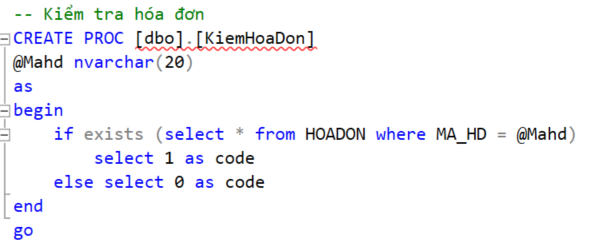 -- Kiểm tra hóa đơn
CREATE PROC [dbo].[KiemHoaDon]
@Mahd nvarchar(20)
as
begin
    if exists (select * from HOADON where MA_HD = @Mahd)
        select 1 as code
    else select 0 as code
end
go